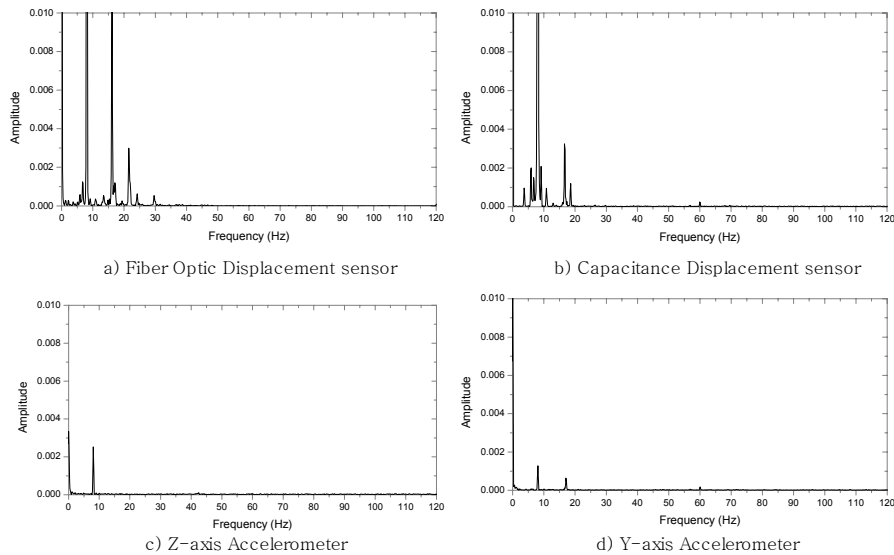 0.010
0.008
0.006
0.004
0.002
0.000
Amplitude
0 10 20 30 40 50 60 70 80 90 100 110 120
Frequency (Hz)
a) Fiber Optic Displacement sensor
0.010
0.008
0.006
0.004
0.002
0.000
Amplitude
0 10 20 30 40 50 60 70 80 90 100 110 120
Frequency (Hz)
b) Capacitance Displacement sensor
0.010
0.008
0.006
0.004
0.002
0.000
Amplitude
0 10 20 30 40 50 60 70 80 90 100 110 120
Frequency (Hz)
c) Z-axis Accelerometer
0.010
0.008
0.006
0.004
0.002
0.000
Amplitude
0 10 20 30 40 50 60 70 80 90 100 110 120
Frequency (Hz)
d) Y-axis Accelerometer